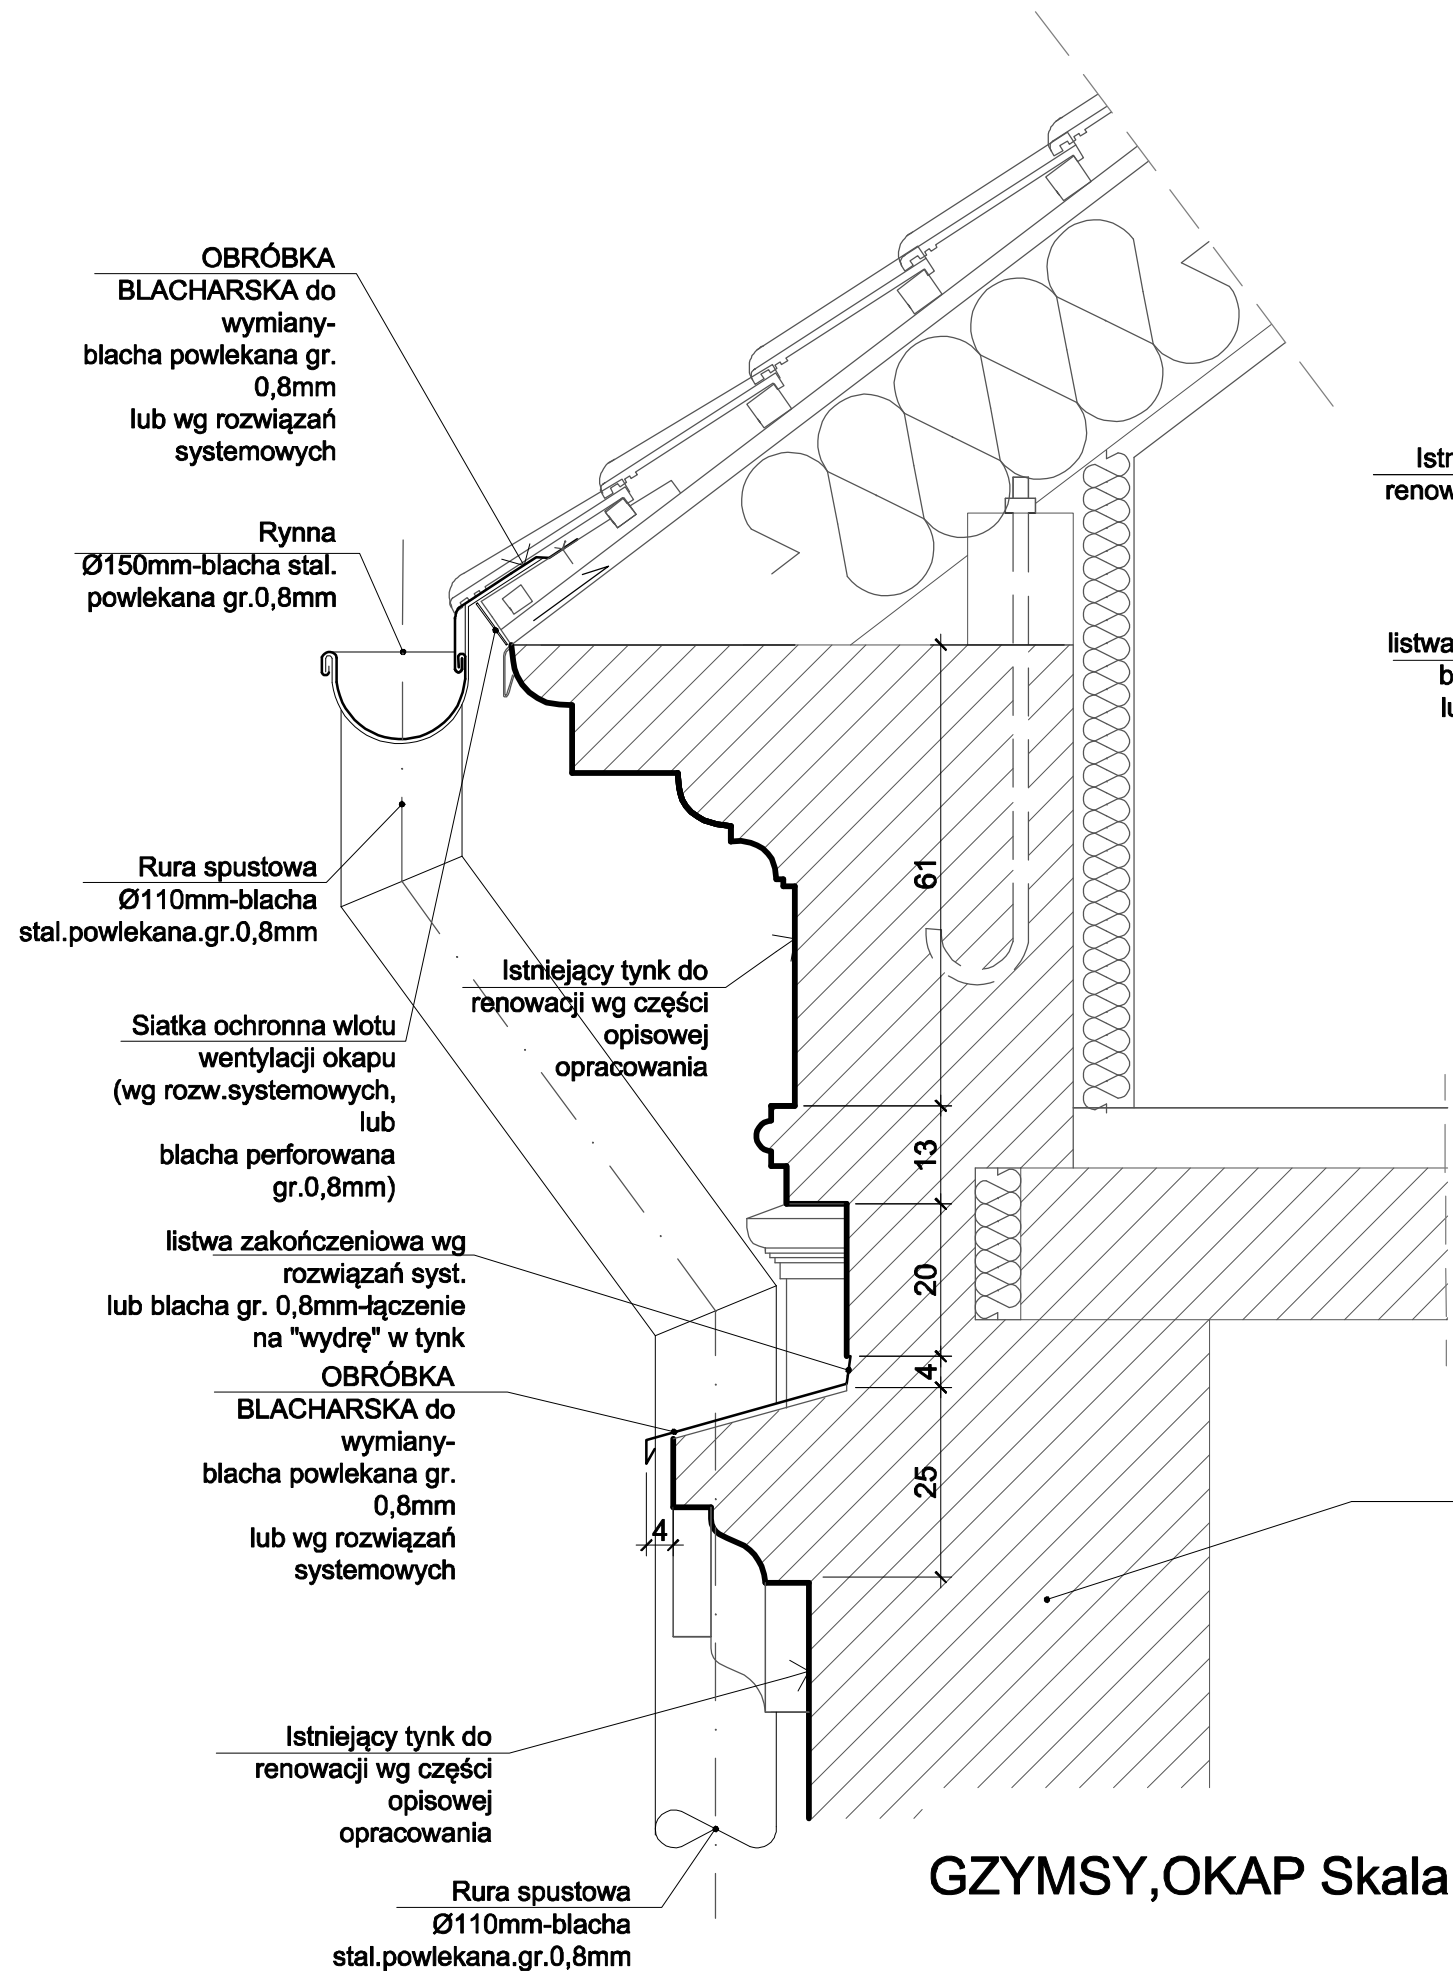 OBRÓBKA
BLACHARSKA do
wymiany-
blacha powlekana gr.
0,8mm
lub wg rozwiązań
systemowych
Rynna
Ø150mm-blacha stal.
powlekana gr.0,8mm
Rura spustowa
Ø110mm-blacha
stal.powlekana.gr.0,8mm
Istniejący tynk do
renowacji wg części
opisowej
opracowania
Siatka ochronna wlotu
wentylacji okapu
(wg rozw.systemowych,
lub
blacha perforowana
gr.0,8mm)
listwa zakończeniowa wg
rozwiązań syst.
lub blacha gr. 0,8mm-łączenie
na "wydrę" w tynk
OBRÓBKA
BLACHARSKA do
wymiany-
blacha powlekana gr.
0,8mm
lub wg rozwiązań
systemowych
Istniejący tynk do
renowacji wg części
opisowej
opracowania
Rura spustowa
Ø110mm-blacha
stal.powlekana.gr.0,8mm
61
13
20
4
25
4
listwa
GZYMSY,OKAP Skala